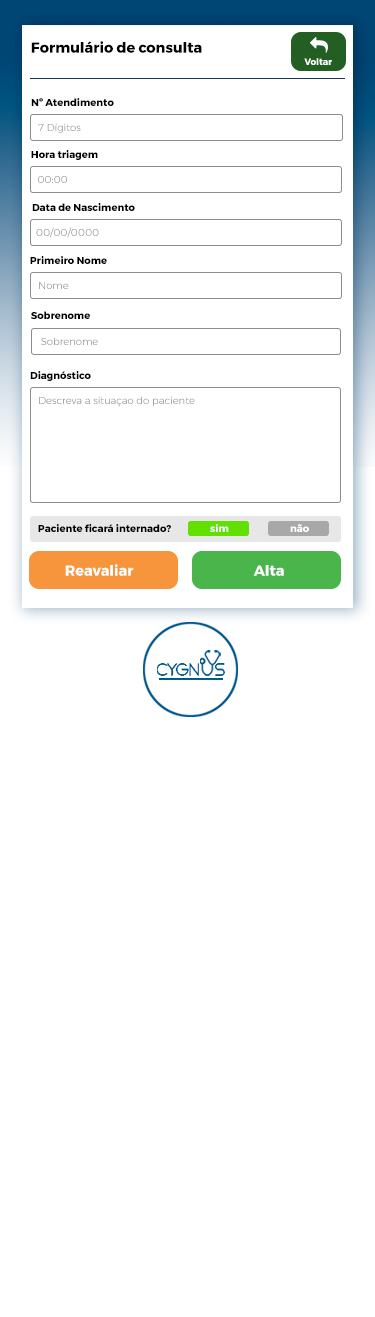 Formulário de consulta
Voltar
Nº Atendimento
7 Dígitos
Hora triagem
00:00
Data de Nascimento
00/00/0000
Primeiro Nome
Nome
Sobrenome
Sobrenome
Diagnóstico
Descreva a situaçao do paciente
Paciente ficará internado? sim não
Reavaliar Alta
CYGNUS